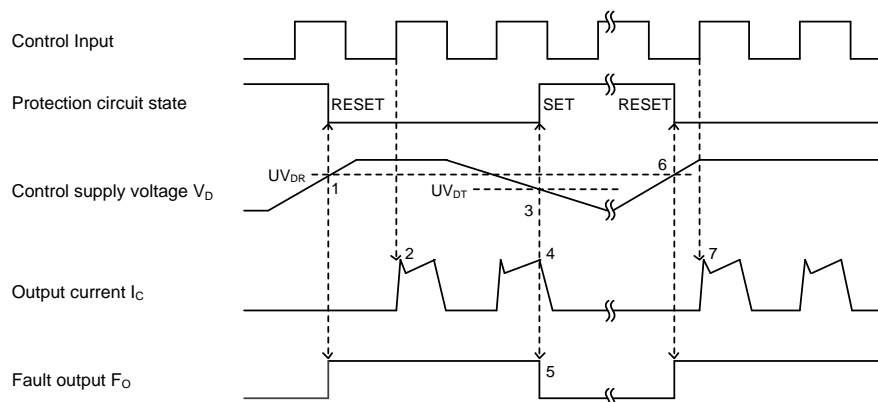 Control Input
Protection circuit state
RESET
SET
RESET
Control supply voltage VD
UVDR
1
UVDT
3
6
Output current IC
2
4
7
Fault output FO
5